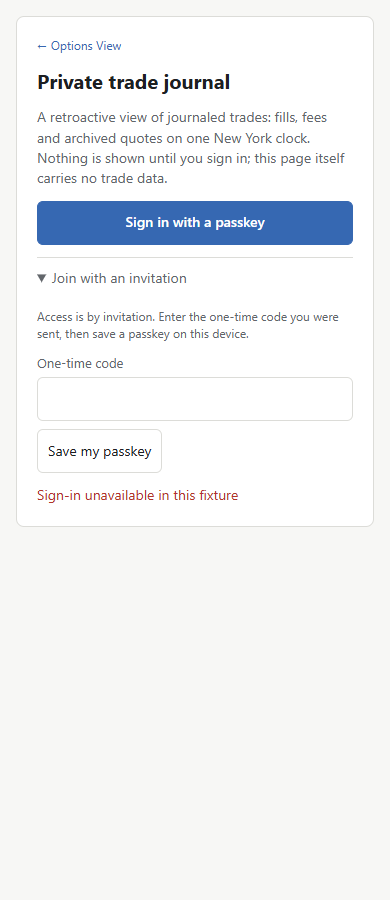 ← Options View
Private trade journal
A retroactive view of journaled trades: fills, fees
and archived quotes on one New York clock.
Nothing is shown until you sign in; this page itself
carries no trade data.
Sign in with a passkey
▼ Join with an invitation
Access is by invitation. Enter the one-time code you were
sent, then save a passkey on this device.
One-time code
Save my passkey
Sign-in unavailable in this fixture